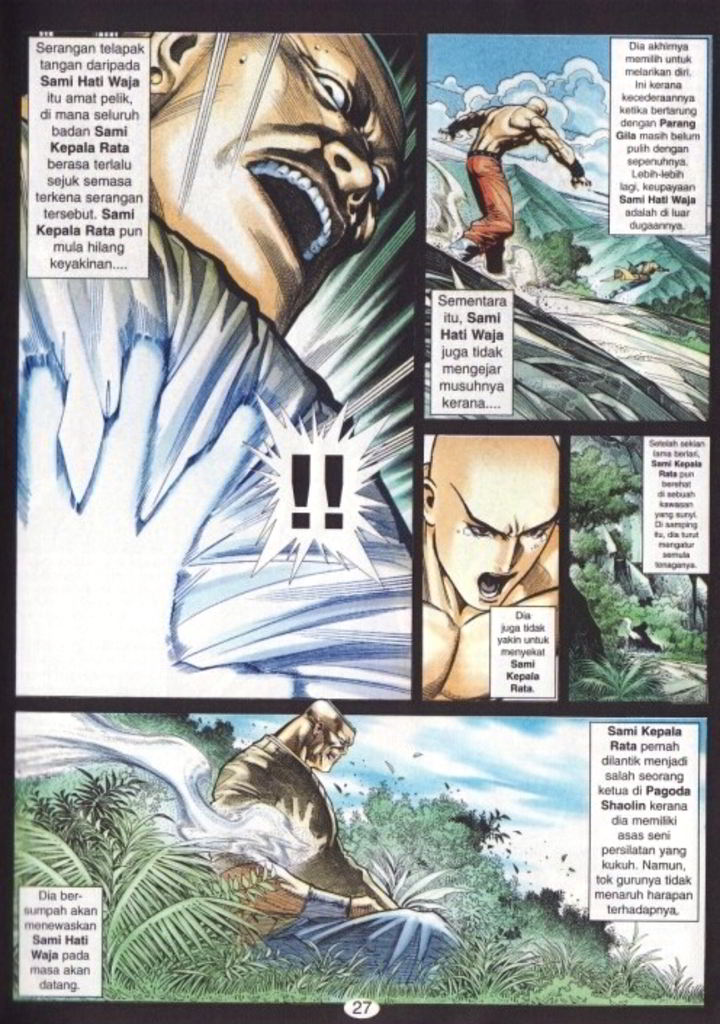 Serangan telapak
tangan daripada
Sami Hati Waja
itu amat pelik,
di mana seluruh
badan Sami
Kepala Rata
berasa terlalu
sejuk semasa
terkena serangan
tersebut. Sami
Kepala Rata pun
mula hilang
keyakinan....
Dia akhirnya
memilih untuk
melarikan diri.
Ini kerana
kecederaannya
ketika bertarung
dengan Parang
Gila masih belum
pulih dengan
sepenuhnya.
Lebih-lebih
lagi, keupayaan
Sami Hati Waja
adalah di luar
dugaannya.
Sementara
itu, Sami
Hati Waja
juga tidak
mengejar
musuhnya
kerana....
!!
Dia
juga tidak
yakin untuk
menyekat
Sami
Kepala
Rata.
Setelah sekian
lama berlari,
Sami Kepala
Rata pun
berehat
di sebuah
kawasan
yang sunyi.
Di samping
itu, dia turut
mengatur
semula
tenaganya.
Sami Kepala
Rata pernah
dilantik menjadi
salah seorang
ketua di Pagoda
Shaolin kerana
dia memiliki
asas seni
persilatan yang
kukuh. Namun,
tok gurunya tidak
menaruh harapan
terhadapnya.
Dia ber-
sumpah akan
menewaskan
Sami Hati
Waja pada
masa akan
datang.
27